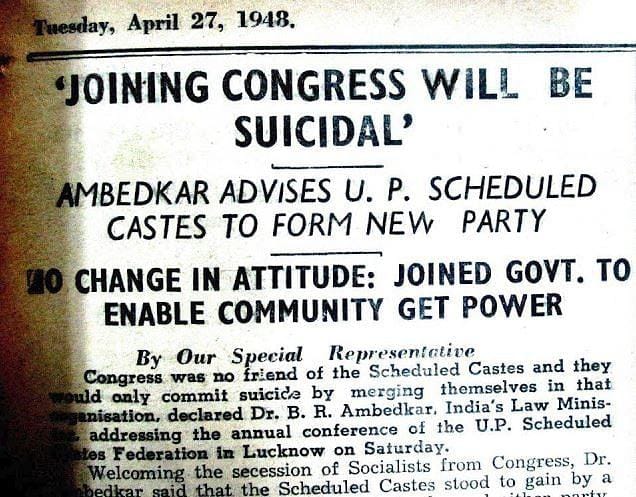 Tuesday, April 27, 1948.
'JOINING CONGRESS WILL BE
SUICIDAL'
AMBEDKAR ADVISES U. P. SCHEDULED
CASTES TO FORM NEW PARTY
NO CHANGE IN ATTITUDE: JOINED GOVT. TO
ENABLE COMMUNITY GET POWER
By Our Special Representative
Congress was no friend of the Scheduled Castes and they
would only commit suicide by merging themselves in that
organisation, declared Dr. B. R. Ambedkar, India's Law Minis-
addressing the annual conference of the U.P. Scheduled
Federation in Lucknow on Saturday.
Welcoming the secession of Socialists from Congress, Dr.
Ambedkar said that the Scheduled Castes stood to gain by a